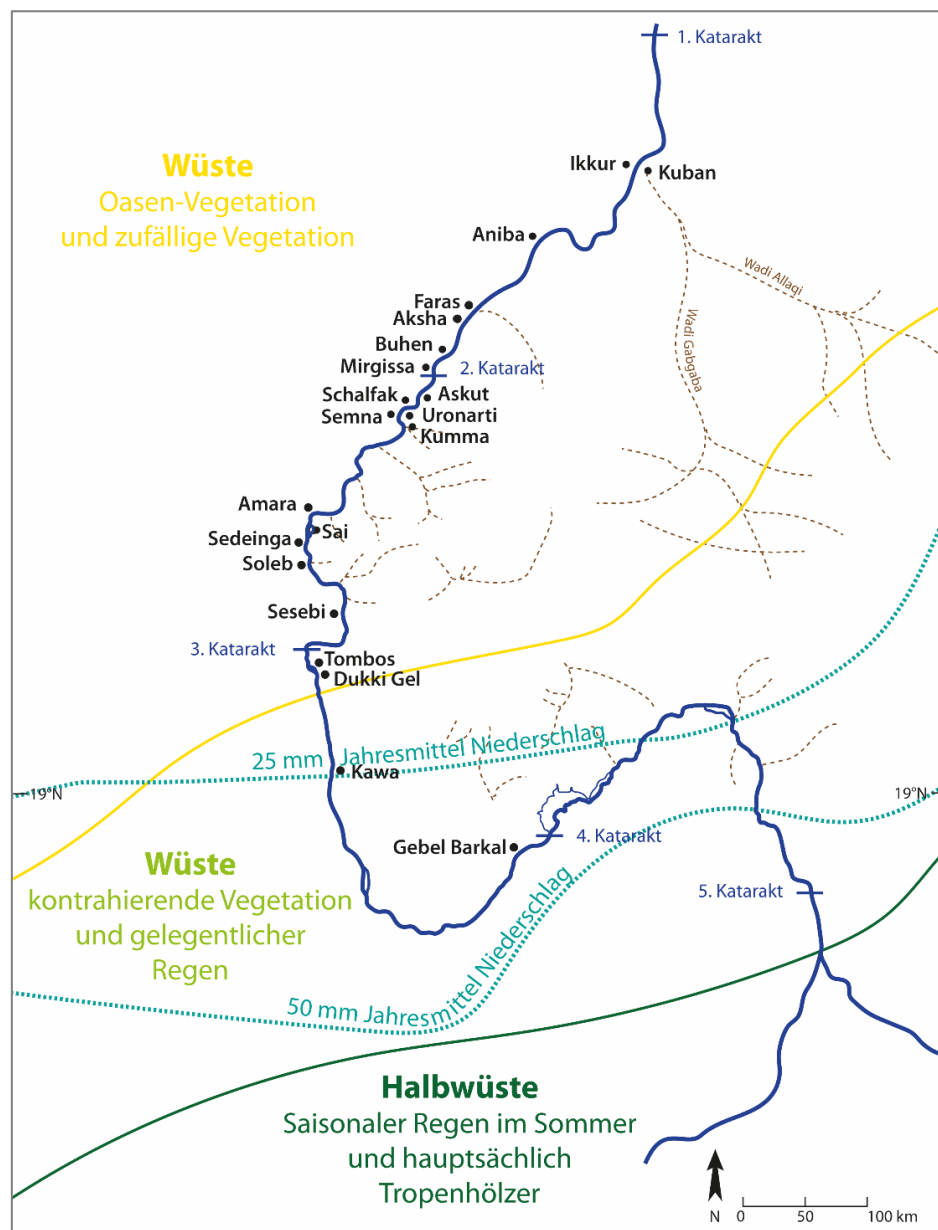 1. Katarakt
Wüste
Oasen-Vegetation
und zufällige Vegetation
Ikkur
Kuban
Aniba
Wadi Allaqi
Wadi Gabgaba
Faras
Aksha
Buhen
Mirgissa
2. Katarakt
Schalfak
Askut
Semna
Uronarti
Kumma
Amara
Sai
Sedeinga
Soleb
Sesebi
3. Katarakt
Tombos
Dukki Gel
25 mm Jahresmittel Niederschlag
Kawa
19°N
19°N
4. Katarakt
Gebel Barkal
Wüste
kontrahierende Vegetation
und gelegentlicher
Regen
5. Katarakt
50 mm Jahresmittel Niederschlag
Halbwüste
Saisonaler Regen im Sommer
und hauptsächlich
Tropenhölzer
N 0 50 100 km